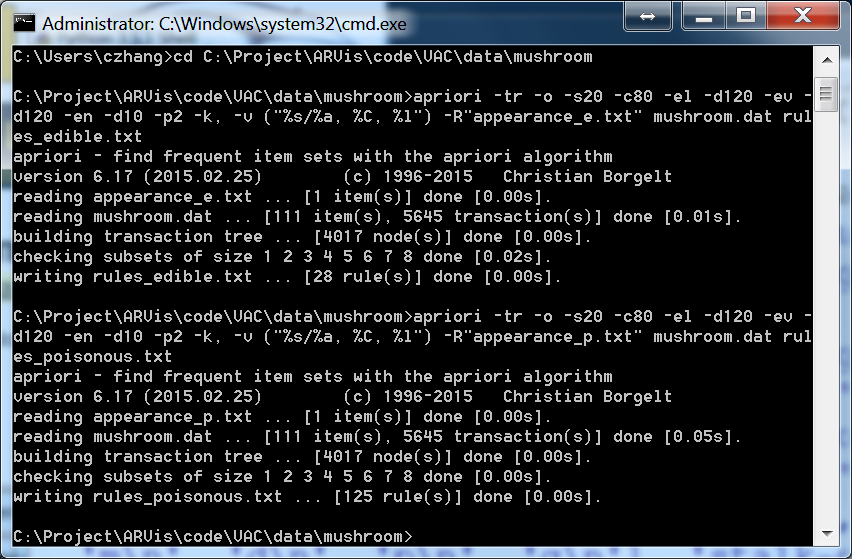 Administrator: C:\Windows\system32\cmd.exe
C:\Users\czhang>cd C:\Project\ARVis\code\VAC\data\mushroom
C:\Project\ARVis\code\VAC\data\mushroom>apriori -tr -o -s20 -c80 -el -d120 -ev -
d120 -en -d10 -p2 -k, -v ("%s/%a, %C, %l") -R"appearance_e.txt" mushroom.dat rul
es_edible.txt
apriori - find frequent item sets with the apriori algorithm
version 6.17 (2015.02.25)        (c) 1996-2015   Christian Borgelt
reading appearance_e.txt ... [1 item(s)] done [0.00s].
reading mushroom.dat ... [111 item(s), 5645 transaction(s)] done [0.01s].
building transaction tree ... [4017 node(s)] done [0.00s].
checking subsets of size 1 2 3 4 5 6 7 8 done [0.02s].
writing rules_edible.txt ... [28 rule(s)] done [0.00s].
C:\Project\ARVis\code\VAC\data\mushroom>apriori -tr -o -s20 -c80 -el -d120 -ev -
d120 -en -d10 -p2 -k, -v ("%s/%a, %C, %l") -R"appearance_p.txt" mushroom.dat rul
es_poisonous.txt
apriori - find frequent item sets with the apriori algorithm
version 6.17 (2015.02.25)        (c) 1996-2015   Christian Borgelt
reading appearance_p.txt ... [1 item(s)] done [0.00s].
reading mushroom.dat ... [111 item(s), 5645 transaction(s)] done [0.05s].
building transaction tree ... [4017 node(s)] done [0.00s].
checking subsets of size 1 2 3 4 5 6 7 8 done [0.00s].
writing rules_poisonous.txt ... [125 rule(s)] done [0.00s].
C:\Project\ARVis\code\VAC\data\mushroom>